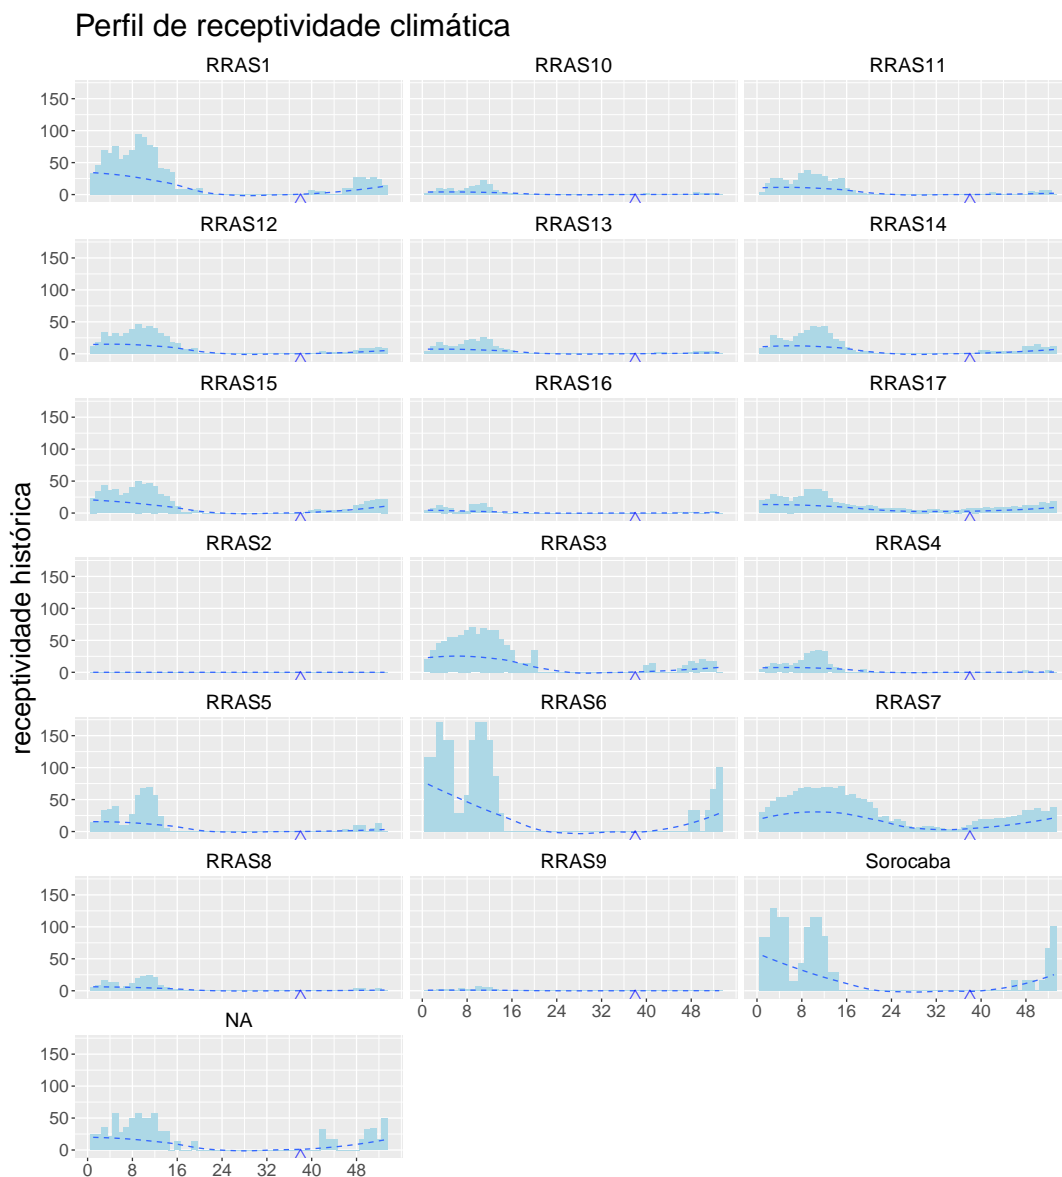 Perfil de receptividade climática
RRAS1 RRAS10 RRAS11
150
100
50
0
RRAS12 RRAS13 RRAS14
150
100
50
0
RRAS15 RRAS16 RRAS17
150
100
50
0
receptividade histórica
RRAS2 RRAS3 RRAS4
150
100
50
0
RRAS5 RRAS6 RRAS7
150
100
50
0
RRAS8 RRAS9 Sorocaba
150
100
50
0
0 8 16 24 32 40 48 0 8 16 24 32 40 48
NA
150
100
50
0
0 8 16 24 32 40 48